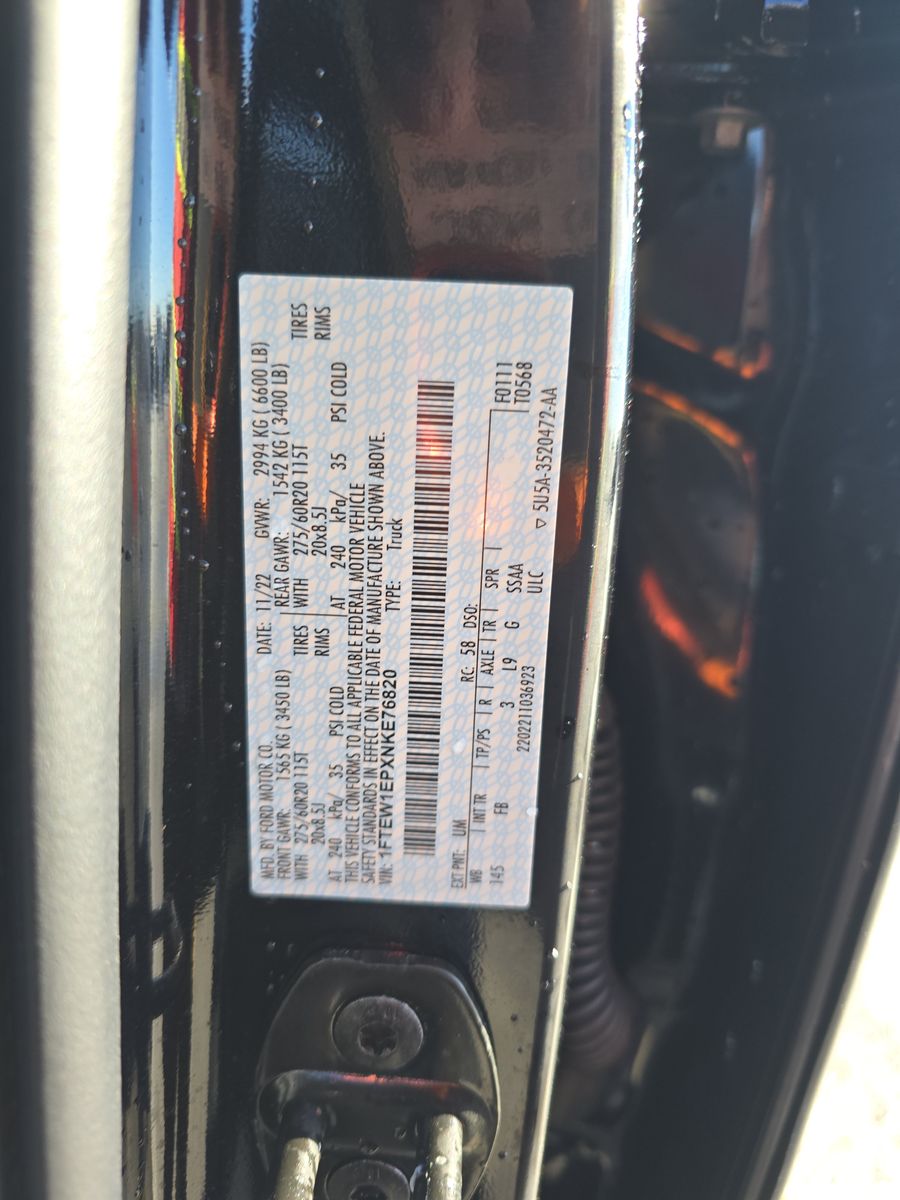 MFD. BY FORD MOTOR CO. DATE: 11/22 GVWR: 2994 KG ( 6600 LB)
FRONT GAWR: 1565 KG ( 3450 LB) REAR GAWR: 1542 KG ( 3400 LB)
WITH 275/60R20 115T TIRES WITH 275/60R20 115T TIRES
20x8.5J RIMS 20x8.5J RIMS
AT 240 kPa/ 35 PSI COLD AT 240 kPa/ 35 PSI COLD
THIS VEHICLE CONFORMS TO ALL APPLICABLE FEDERAL MOTOR VEHICLE
SAFETY STANDARDS IN EFFECT ON THE DATE OF MANUFACTURE SHOWN ABOVE.
VIN: 1FTEW1EPXNKE76820 TYPE: Truck
EXT PNT: UM RC: 58 DSO:
WB INT TR TP/PS R AXLE TR SPR F0111
145 FB 3 L9 G SSAA T0568
2202211036923 ULC
▽ 5U5A-3520472-AA